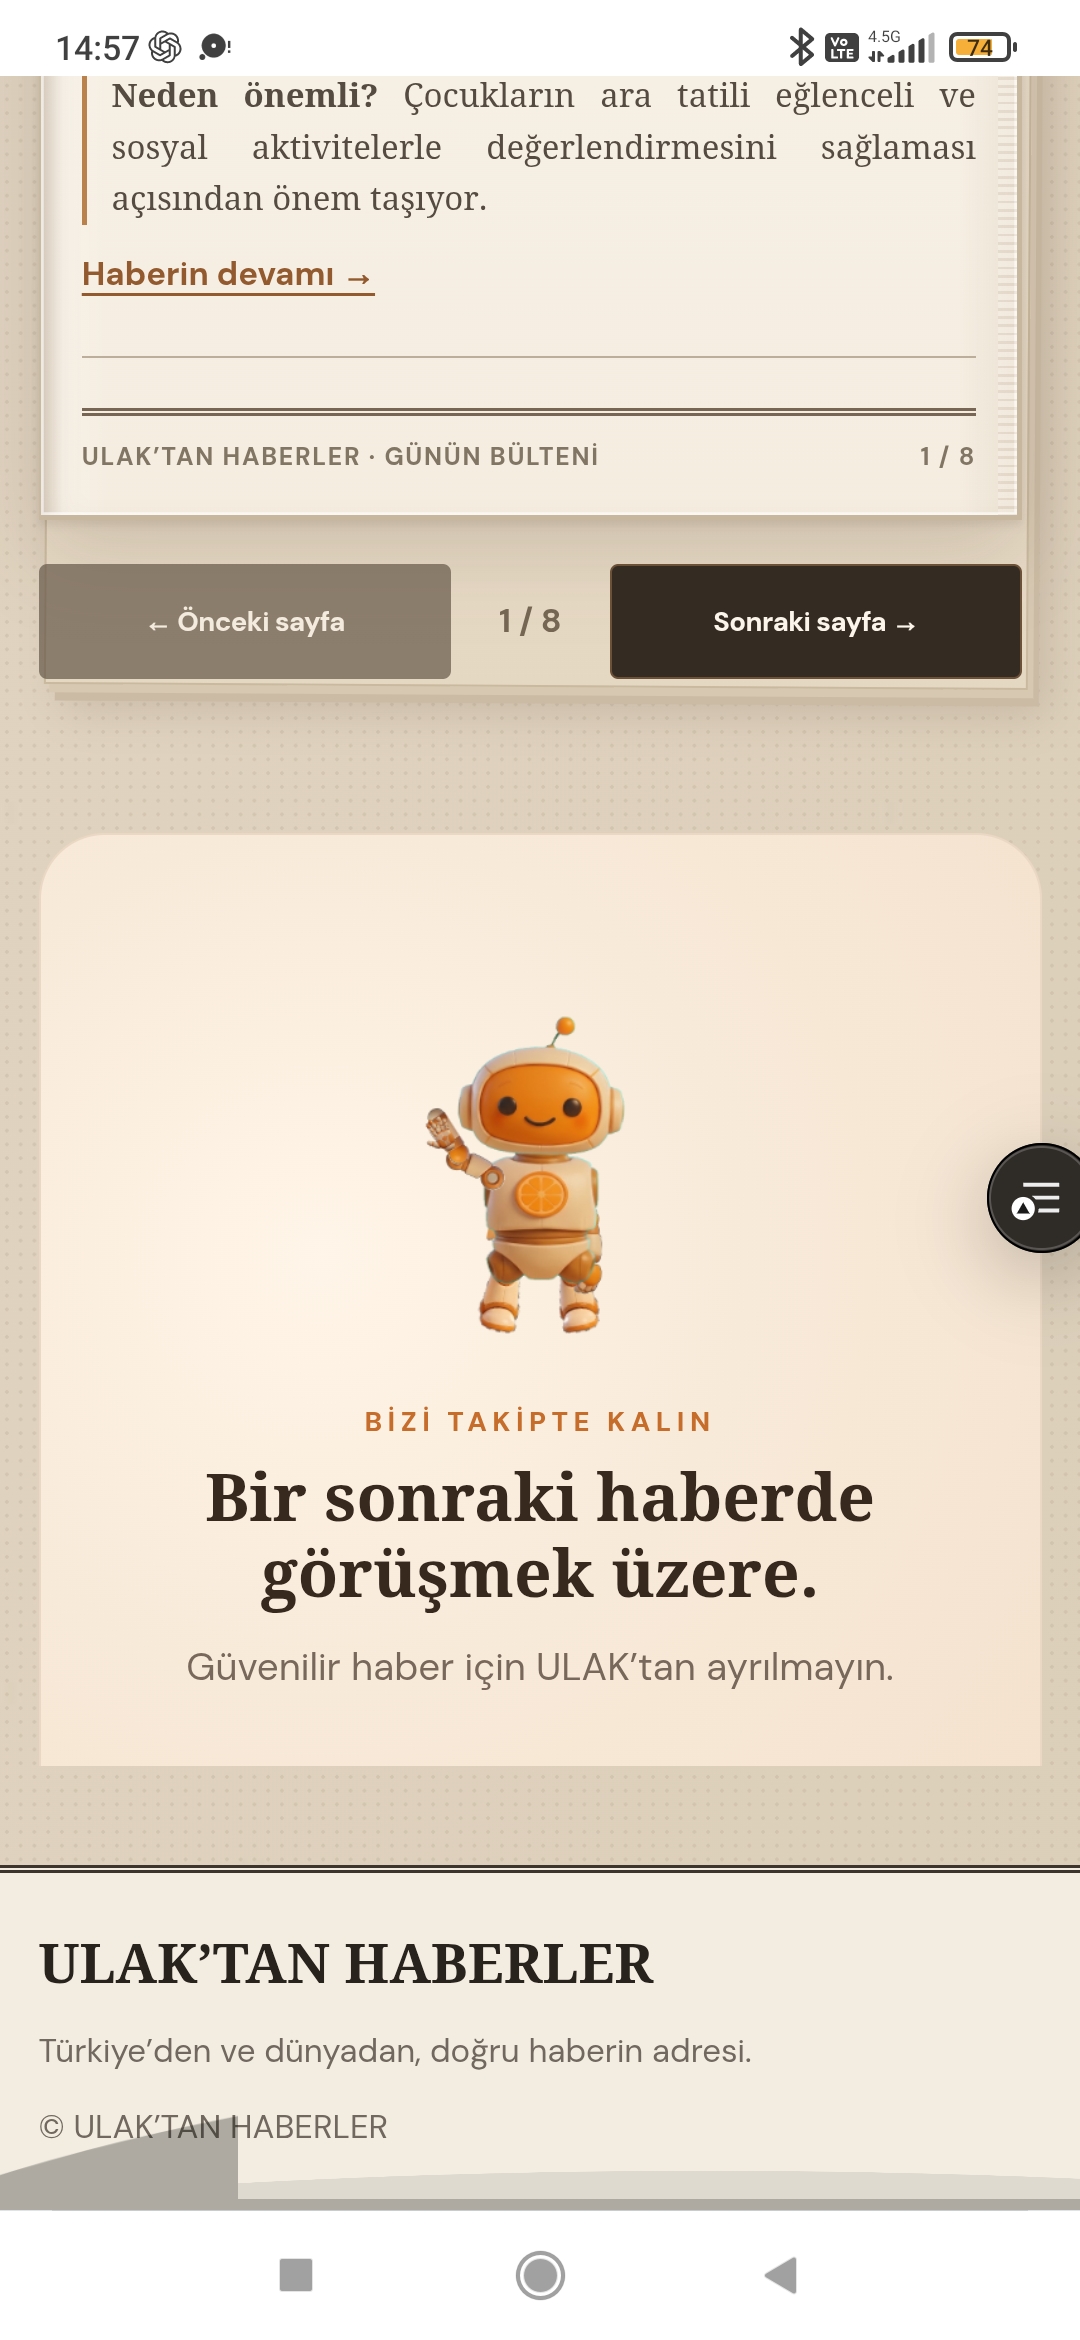 14:57
Vo LTE
4.5G
74
Neden önemli? Çocukların ara tatili eğlenceli ve
sosyal aktivitelerle değerlendirmesini sağlaması
açısından önem taşıyor.
Haberin devamı →
ULAK’TAN HABERLER · GÜNÜN BÜLTENİ 1 / 8
← Önceki sayfa 1 / 8 Sonraki sayfa →
BİZİ TAKİPTE KALIN
Bir sonraki haberde
görüşmek üzere.
Güvenilir haber için ULAK’tan ayrılmayın.
ULAK’TAN HABERLER
Türkiye’den ve dünyadan, doğru haberin adresi.
© ULAK’TAN HABERLER